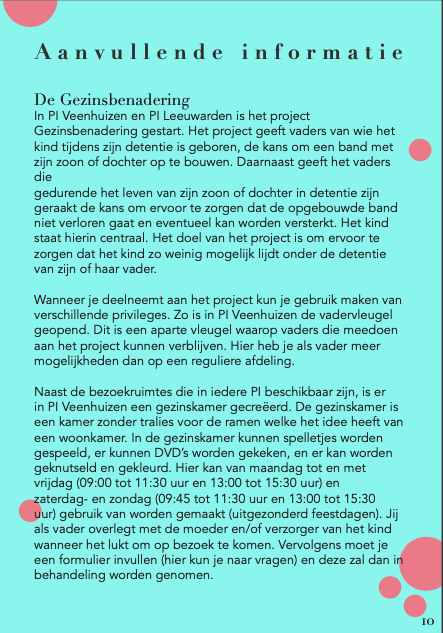 Aanvullende informatie
De Gezinsbenadering
In PI Veenhuizen en PI Leeuwarden is het project
Gezinsbenadering gestart. Het project geeft vaders van wie het
kind tijdens zijn detentie is geboren, de kans om een band met
zijn zoon of dochter op te bouwen. Daarnaast geeft het vaders
die
gedurende het leven van zijn zoon of dochter in detentie zijn
geraakt de kans om ervoor te zorgen dat de opgebouwde band
niet verloren gaat en eventueel kan worden versterkt. Het kind
staat hierin centraal. Het doel van het project is om ervoor te
zorgen dat het kind zo weinig mogelijk lijdt onder de detentie
van zijn of haar vader.
Wanneer je deelneemt aan het project kun je gebruik maken van
verschillende privileges. Zo is in PI Veenhuizen de vadervleugel
geopend. Dit is een aparte vleugel waarop vaders die meedoen
aan het project kunnen verblijven. Hier heb je als vader meer
mogelijkheden dan op een reguliere afdeling.
Naast de bezoekruimtes die in iedere PI beschikbaar zijn, is er
in PI Veenhuizen een gezinskamer gecreëerd. De gezinskamer is
een kamer zonder tralies voor de ramen welke het idee heeft van
een woonkamer. In de gezinskamer kunnen spelletjes worden
gespeeld, er kunnen DVD's worden gekeken, en er kan worden
geknutseld en gekleurd. Hier kan van maandag tot en met
vrijdag (09:00 tot 11:30 uur en 13:00 tot 15:30 uur) en
zaterdag- en zondag (09:45 tot 11:30 uur en 13:00 tot 15:30
uur) gebruik van worden gemaakt (uitgezonderd feestdagen). Jij
als vader overlegt met de moeder en/of verzorger van het kind
wanneer het lukt om op bezoek te komen. Vervolgens moet je
een formulier invullen (hier kun je naar vragen) en deze zal dan in
behandeling worden genomen.
10